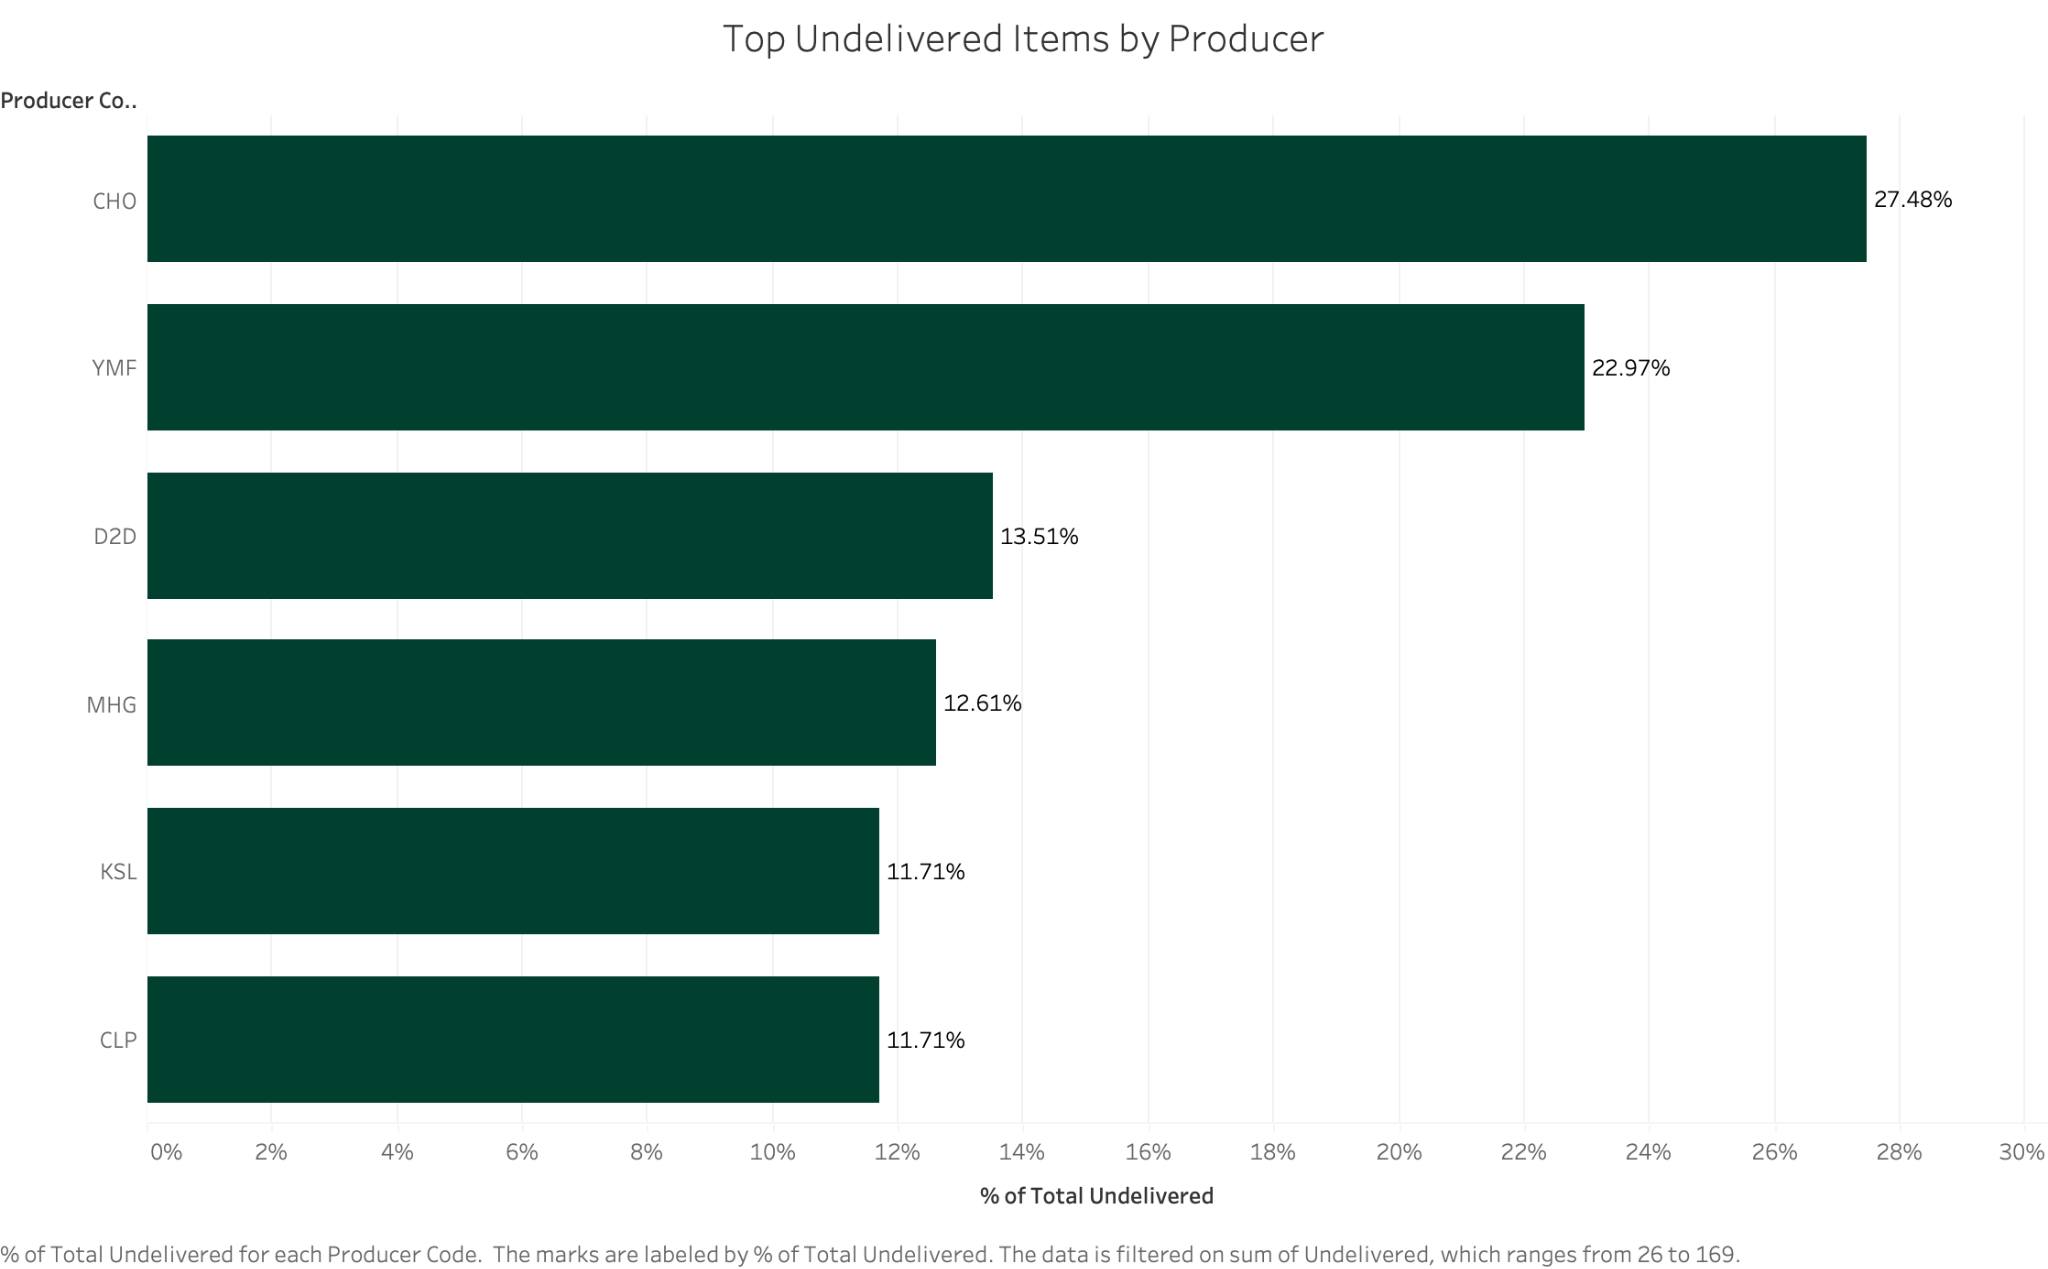 Top Undelivered Items by Producer
Producer Co..
CHO
27.48%
YMF
22.97%
D2D
13.51%
MHG
12.61%
KSL
11.71%
CLP
11.71%
0% 2% 4% 6% 8% 10% 12% 14% 16% 18% 20% 22% 24% 26% 28% 30%
% of Total Undelivered
% of Total Undelivered for each Producer Code.  The marks are labeled by % of Total Undelivered. The data is filtered on sum of Undelivered, which ranges from 26 to 169.